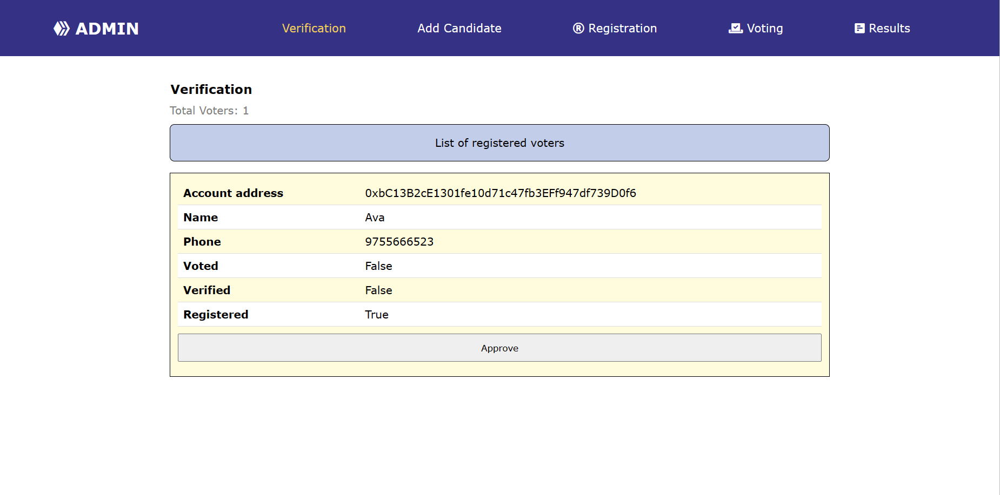 ADMIN Verification Add Candidate ® Registration Voting Results
Verification
Total Voters: 1
List of registered voters
Account address 0xbC13B2cE1301fe10d71c47fb3EFf947df739D0f6
Name Ava
Phone 9755666523
Voted False
Verified False
Registered True
Approve